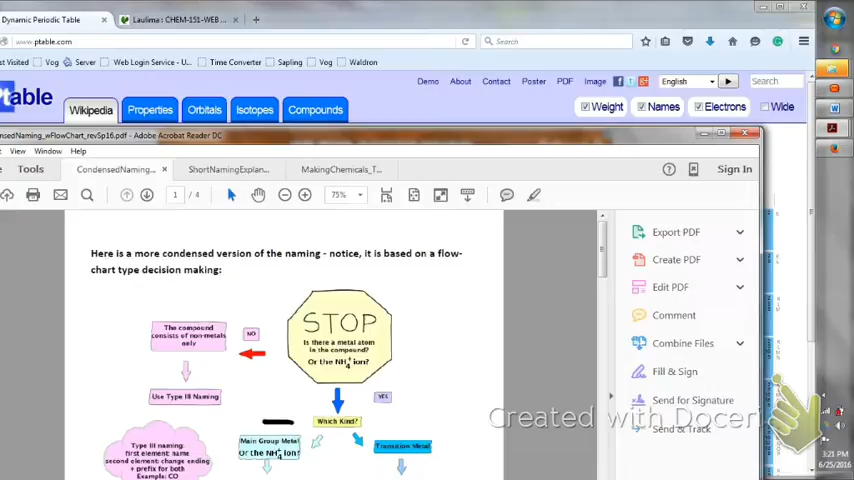 Dynamic Periodic Table
Laulima : CHEM-151-WEB ...
www.ptable.com
Search
st Visited Vog Server Web Login Service - U... Time Converter Sapling Vog Waldron
Demo About Contact Poster PDF Image English Search
table
Wikipedia Properties Orbitals Isotopes Compounds
Weight Names Electrons Wide
ensedNaming_wFlowChart_revSp16.pdf - Adobe Acrobat Reader DC
View Window Help
Tools CondensedNaming... ShortNamingExplan... MakingChemicals_T... Sign In
1 / 4 75%
Export PDF
Create PDF
Edit PDF
Comment
Combine Files
Fill & Sign
Send for Signature
Send & Track
Here is a more condensed version of the naming - notice, it is based on a flow-
chart type decision making:
STOP
Is there a metal atom
in the compound?
Or the NH4+ ion?
NO
The compound
consists of non-metals
only
Use Type III Naming
YES
Which Kind?
Main Group Metal
Or the NH4+ ion?
Transition Metal
Type III naming:
first element name
second element: change ending
+ prefix for both
Example: CO
Created with Doceri
3:21 PM
6/25/2016